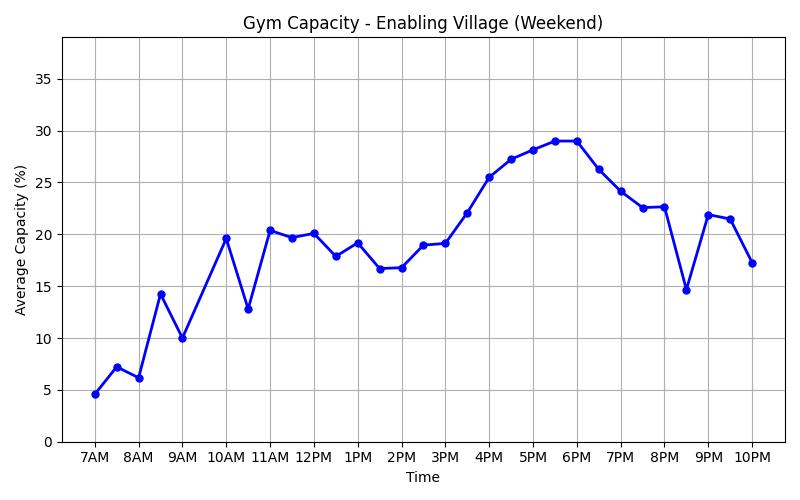 Gym Capacity - Enabling Village (Weekend)
Average Capacity (%)
35
30
25
20
15
10
5
0
7AM 8AM 9AM 10AM 11AM 12PM 1PM 2PM 3PM 4PM 5PM 6PM 7PM 8PM 9PM 10PM
Time